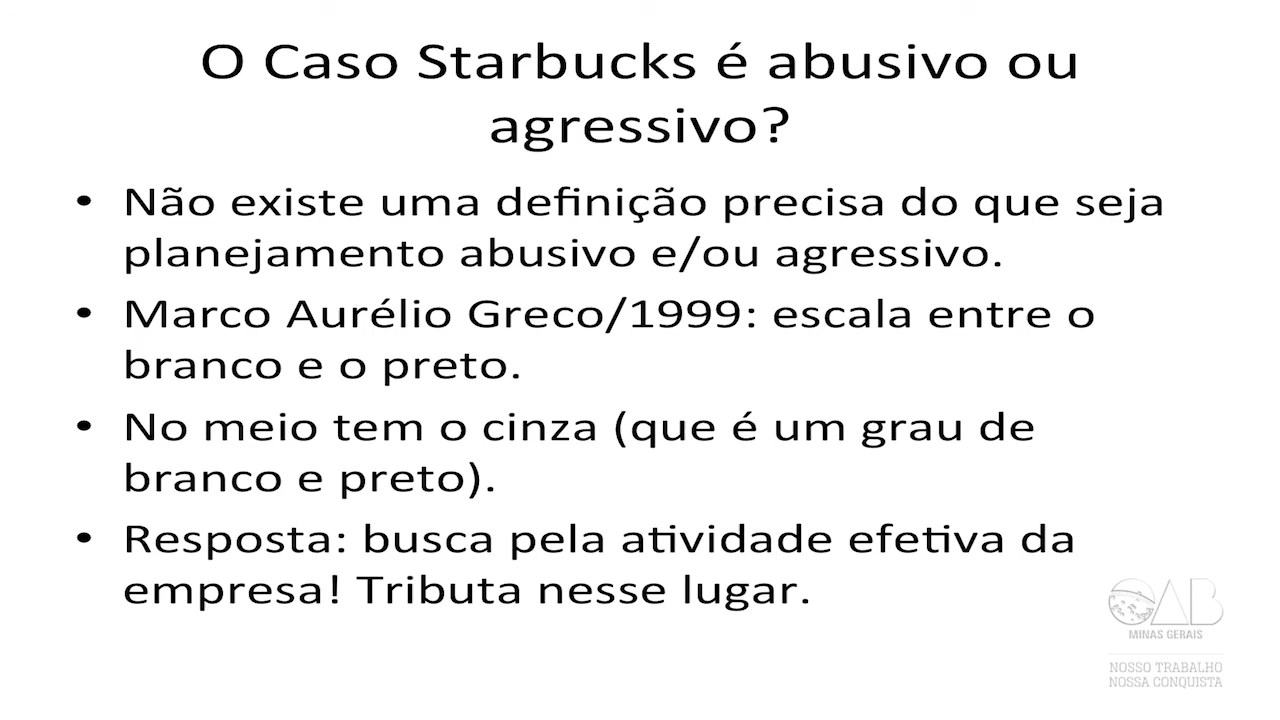 O Caso Starbucks é abusivo ou
agressivo?
• Não existe uma definição precisa do que seja
planejamento abusivo e/ou agressivo.
• Marco Aurélio Greco/1999: escala entre o
branco e o preto.
• No meio tem o cinza (que é um grau de
branco e preto).
• Resposta: busca pela atividade efetiva da
empresa! Tributa nesse lugar.
OAB
MINAS GERAIS
NOSSO TRABALHO
NOSSA CONQUISTA